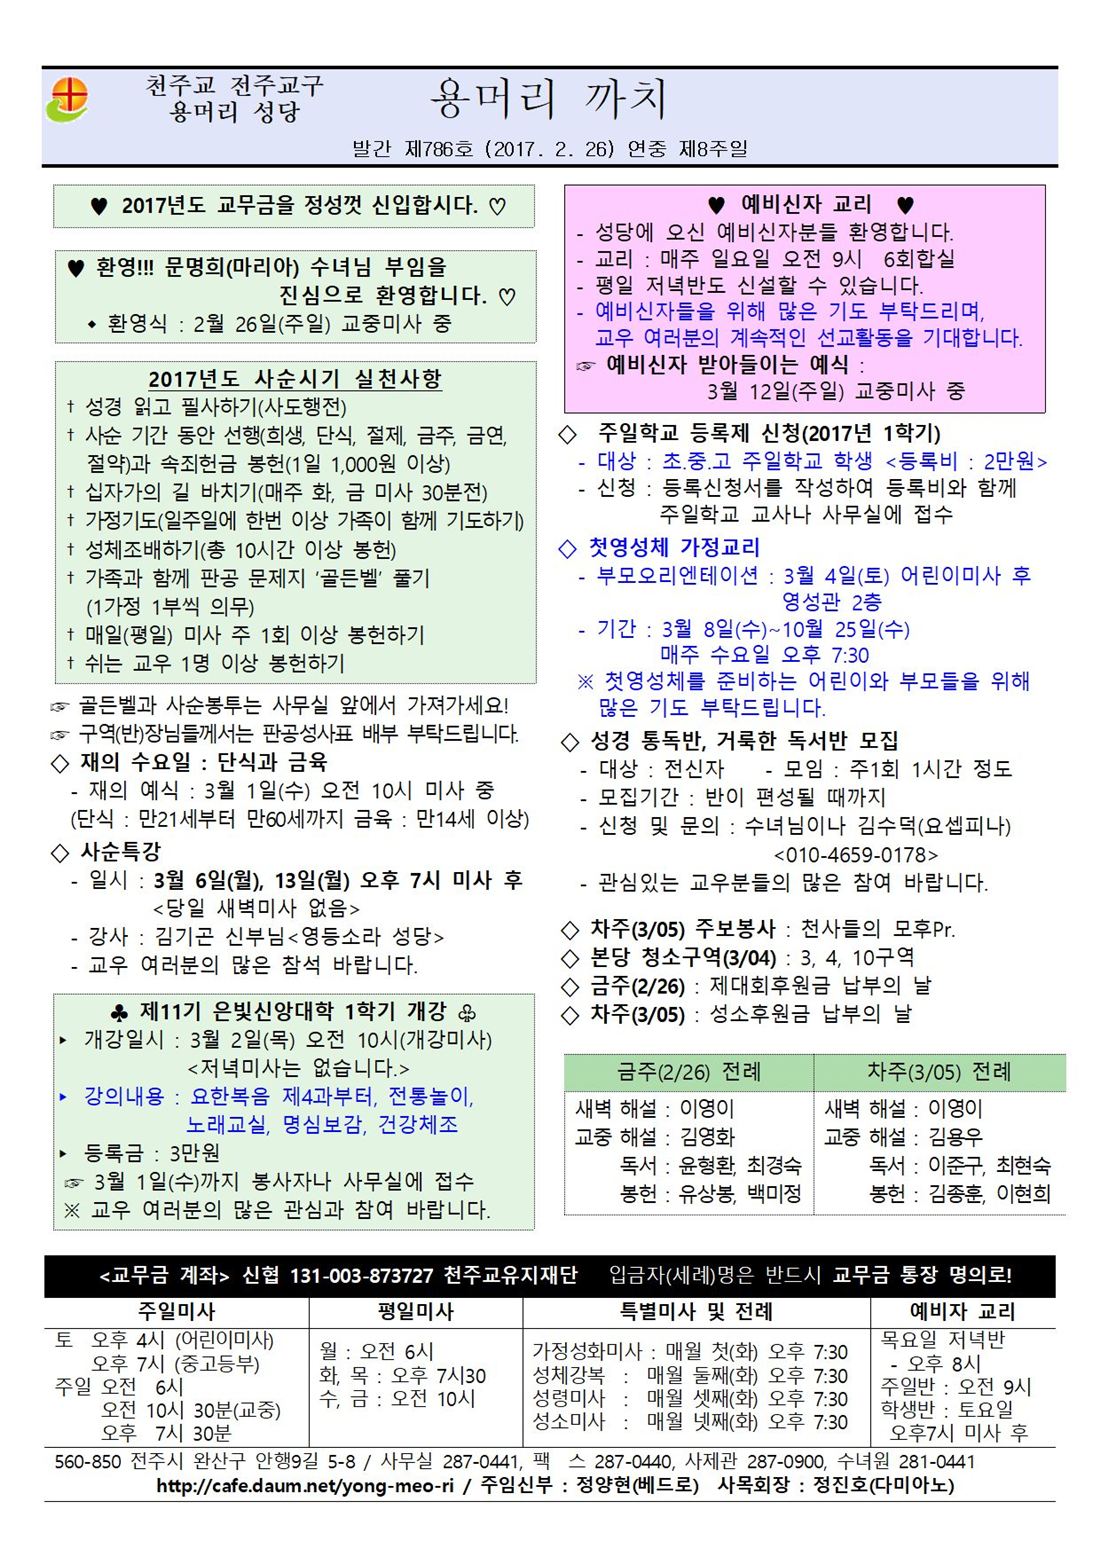 천주교 전주교구
용머리 성당
용머리 까치
발간 제786호 (2017. 2. 26) 연중 제8주일
♥ 2017년도 교무금을 정성껏 신입합시다. ♡
♥ 환영!!! 문명희(마리아) 수녀님 부임을
진심으로 환영합니다. ♡
◆ 환영식 : 2월 26일(주일) 교중미사 중
2017년도 사순시기 실천사항
† 성경 읽고 필사하기(사도행전)
† 사순 기간 동안 선행(희생, 단식, 절제, 금주, 금연,
절약)과 속죄헌금 봉헌(1일 1,000원 이상)
† 십자가의 길 바치기(매주 화, 금 미사 30분전)
† 가정기도(일주일에 한번 이상 가족이 함께 기도하기)
† 성체조배하기(총 10시간 이상 봉헌)
† 가족과 함께 판공 문제지 ‘골든벨’ 풀기
(1가정 1부씩 의무)
† 매일(평일) 미사 주 1회 이상 봉헌하기
† 쉬는 교우 1명 이상 봉헌하기
☞ 골든벨과 사순봉투는 사무실 앞에서 가져가세요!
☞ 구역(반)장님들께서는 판공성사표 배부 부탁드립니다.
◇ 재의 수요일 : 단식과 금육
- 재의 예식 : 3월 1일(수) 오전 10시 미사 중
(단식 : 만21세부터 만60세까지 금육 : 만14세 이상)
◇ 사순특강
- 일시 : 3월 6일(월), 13일(월) 오후 7시 미사 후
<당일 새벽미사 없음>
- 강사 : 김기곤 신부님<영등소라 성당>
- 교우 여러분의 많은 참석 바랍니다.
♣ 제11기 은빛신앙대학 1학기 개강 ♧
▸ 개강일시 : 3월 2일(목) 오전 10시(개강미사)
<저녁미사는 없습니다.>
▸ 강의내용 : 요한복음 제4과부터, 전통놀이,
노래교실, 명심보감, 건강체조
▸ 등록금 : 3만원
☞ 3월 1일(수)까지 봉사자나 사무실에 접수
※ 교우 여러분의 많은 관심과 참여 바랍니다.
♥ 예비신자 교리 ♥
- 성당에 오신 예비신자분들 환영합니다.
- 교리 : 매주 일요일 오전 9시 6회합실
- 평일 저녁반도 신설할 수 있습니다.
- 예비신자들을 위해 많은 기도 부탁드리며,
교우 여러분의 계속적인 선교활동을 기대합니다.
☞ 예비신자 받아들이는 예식 :
3월 12일(주일) 교중미사 중
◇ 주일학교 등록제 신청(2017년 1학기)
- 대상 : 초.중.고 주일학교 학생 <등록비 : 2만원>
- 신청 : 등록신청서를 작성하여 등록비와 함께
주일학교 교사나 사무실에 접수
◇ 첫영성체 가정교리
- 부모오리엔테이션 : 3월 4일(토) 어린이미사 후
영성관 2층
- 기간 : 3월 8일(수)~10월 25일(수)
매주 수요일 오후 7:30
※ 첫영성체를 준비하는 어린이와 부모들을 위해
많은 기도 부탁드립니다.
◇ 성경 통독반, 거룩한 독서반 모집
- 대상 : 전신자 - 모임 : 주1회 1시간 정도
- 모집기간 : 반이 편성될 때까지
- 신청 및 문의 : 수녀님이나 김수덕(요셉피나)
<010-4659-0178>
- 관심있는 교우분들의 많은 참여 바랍니다.
◇ 차주(3/05) 주보봉사 : 천사들의 모후Pr.
◇ 본당 청소구역(3/04) : 3, 4, 10구역
◇ 금주(2/26) : 제대회후원금 납부의 날
◇ 차주(3/05) : 성소후원금 납부의 날
금주(2/26) 전례 차주(3/05) 전례
새벽 해설 : 이영이 새벽 해설 : 이영이
교중 해설 : 김영화 교중 해설 : 김용우
독서 : 윤형환, 최경숙 독서 : 이준구, 최현숙
봉헌 : 유상봉, 백미정 봉헌 : 김종훈, 이현희
<교무금 계좌> 신협 131-003-873727 천주교유지재단 입금자(세례)명은 반드시 교무금 통장 명의로!
주일미사 평일미사 특별미사 및 전례 예비자 교리
토 오후 4시 (어린이미사)
오후 7시 (중고등부)
주일 오전 6시
오전 10시 30분(교중)
오후 7시 30분
월 : 오전 6시
화, 목 : 오후 7시30
수, 금 : 오전 10시
가정성화미사 : 매월 첫(화) 오후 7:30
성체강복 : 매월 둘째(화) 오후 7:30
성령미사 : 매월 셋째(화) 오후 7:30
성소미사 : 매월 넷째(화) 오후 7:30
목요일 저녁반
- 오후 8시
주일반 : 오전 9시
학생반 : 토요일
오후7시 미사 후
560-850 전주시 완산구 안행9길 5-8 / 사무실 287-0441, 팩 스 287-0440, 사제관 287-0900, 수녀원 281-0441
http://cafe.daum.net/yong-meo-ri / 주임신부 : 정양현(베드로) 사목회장 : 정진호(다미아노)